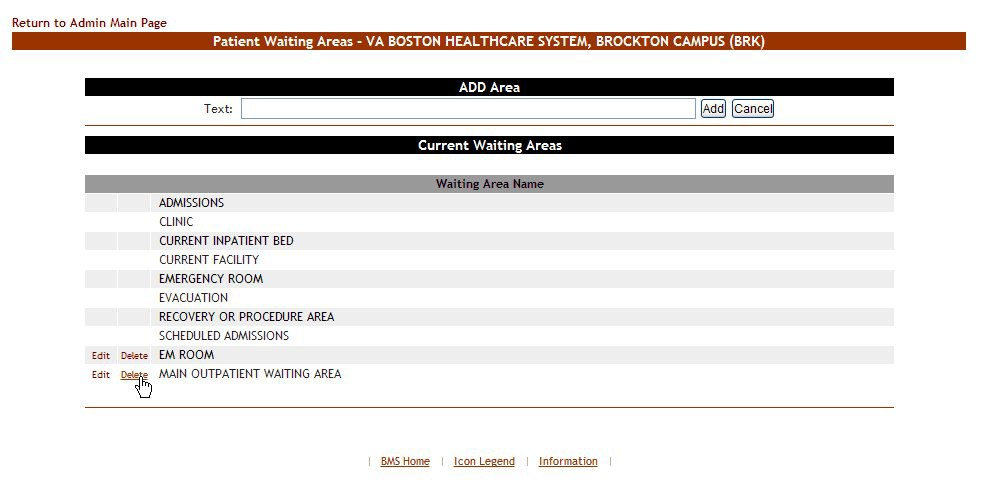 Return to Admin Main Page
Patient Waiting Areas - VA BOSTON HEALTHCARE SYSTEM, BROCKTON CAMPUS (BRK)
ADD Area
Text: Add Cancel
Current Waiting Areas
Waiting Area Name
ADMISSIONS
CLINIC
CURRENT INPATIENT BED
CURRENT FACILITY
EMERGENCY ROOM
EVACUATION
RECOVERY OR PROCEDURE AREA
SCHEDULED ADMISSIONS
Edit Delete EM ROOM
Edit Delete MAIN OUTPATIENT WAITING AREA
| BMS Home | Icon Legend | Information |